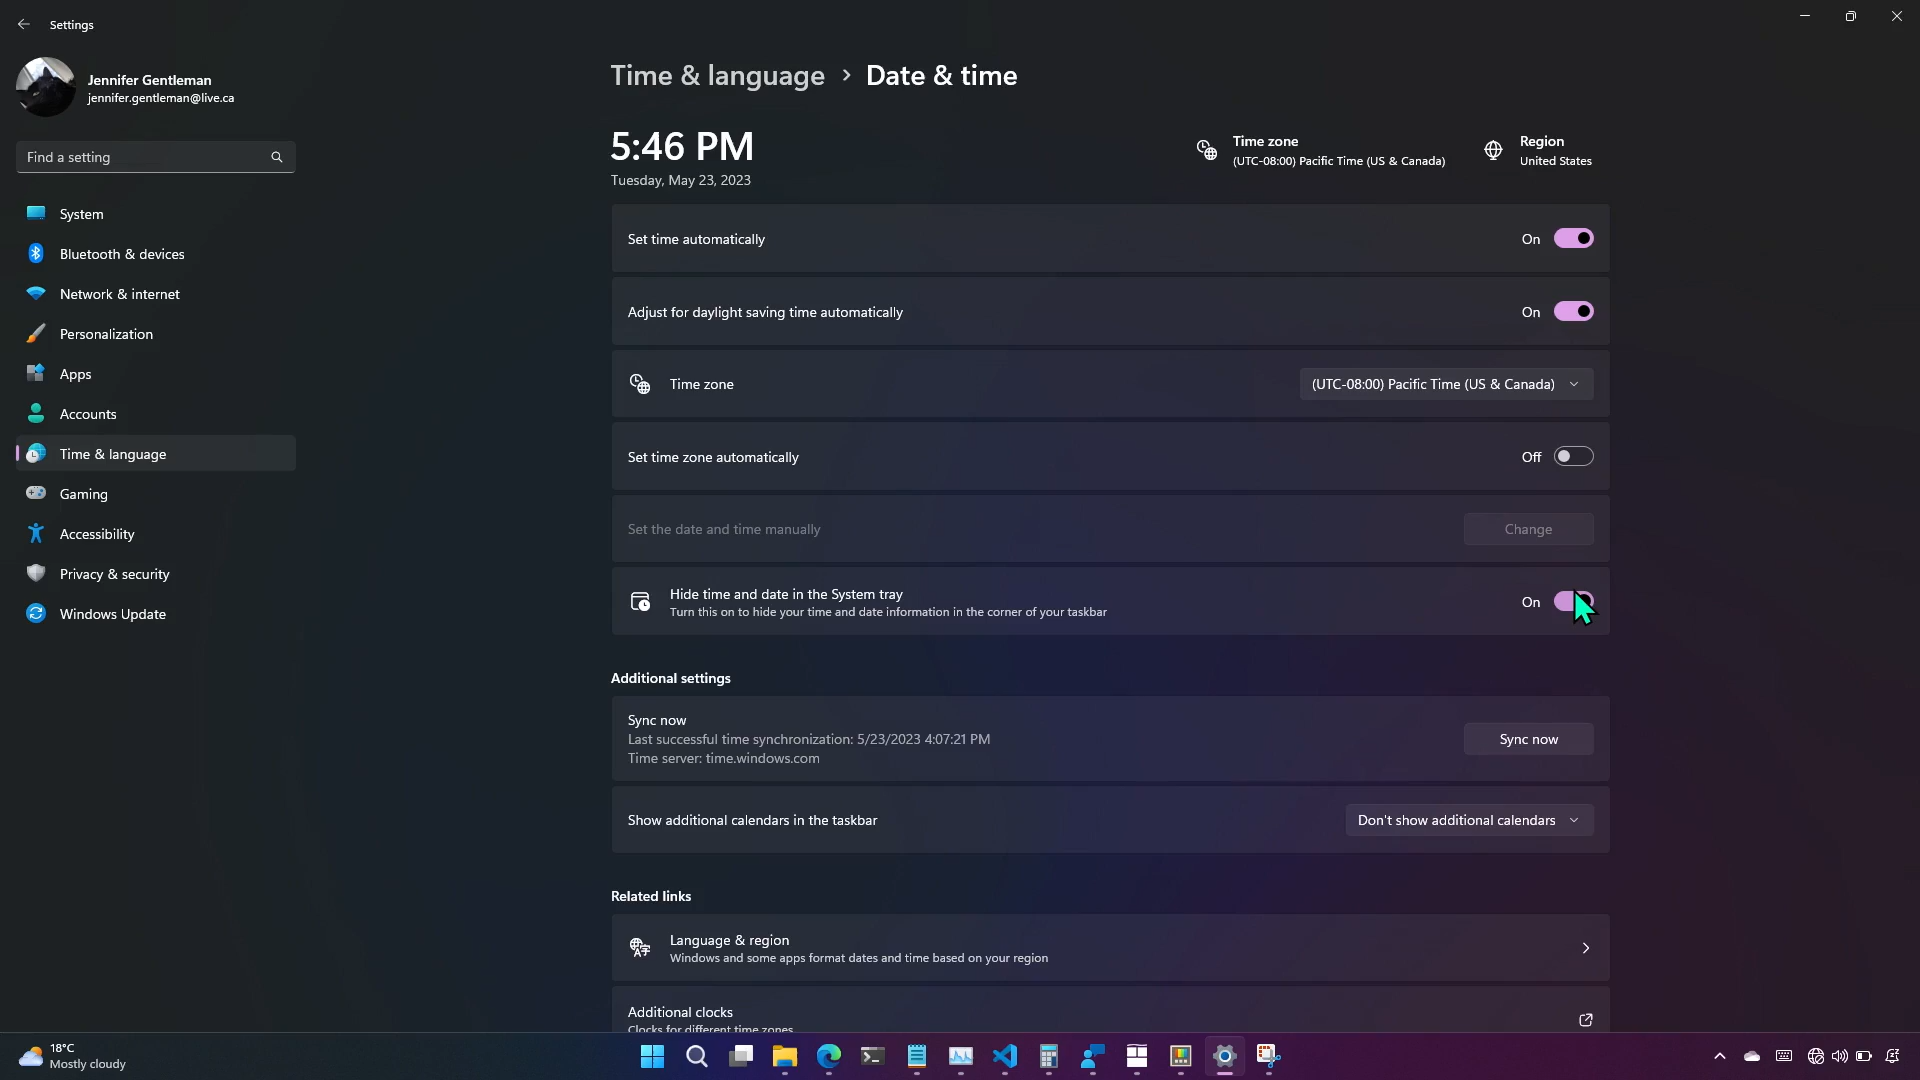 Settings
Jennifer Gentleman
jennifer.gentleman@live.ca
Find a setting
System
Bluetooth & devices
Network & internet
Personalization
Apps
Accounts
Time & language
Gaming
Accessibility
Privacy & security
Windows Update
Time & language > Date & time
5:46 PM
Tuesday, May 23, 2023
Time zone
(UTC-08:00) Pacific Time (US & Canada)
Region
United States
Set time automatically On
Adjust for daylight saving time automatically On
Time zone (UTC-08:00) Pacific Time (US & Canada)
Set time zone automatically Off
Set the date and time manually Change
Hide time and date in the System tray
Turn this on to hide your time and date information in the corner of your taskbar
On
Additional settings
Sync now
Last successful time synchronization: 5/23/2023 4:07:21 PM
Time server: time.windows.com
Sync now
Show additional calendars in the taskbar Don't show additional calendars
Related links
Language & region
Windows and some apps format dates and time based on your region
Additional clocks
Clocks for different time zones
18°C
Mostly cloudy